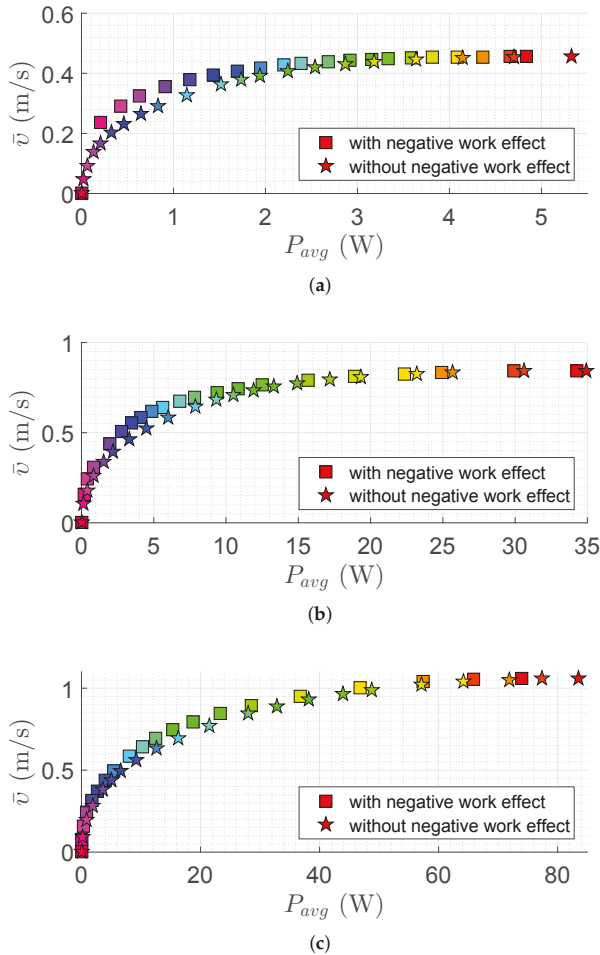 0.6
0.4
0.2
0
v̄ (m/s)
with negative work effect
without negative work effect
0 1 2 3 4 5
P_avg (W)
(a)
1
0.5
0
v̄ (m/s)
with negative work effect
without negative work effect
0 5 10 15 20 25 30 35
P_avg (W)
(b)
1
0.5
0
v̄ (m/s)
with negative work effect
without negative work effect
0 20 40 60 80
P_avg (W)
(c)